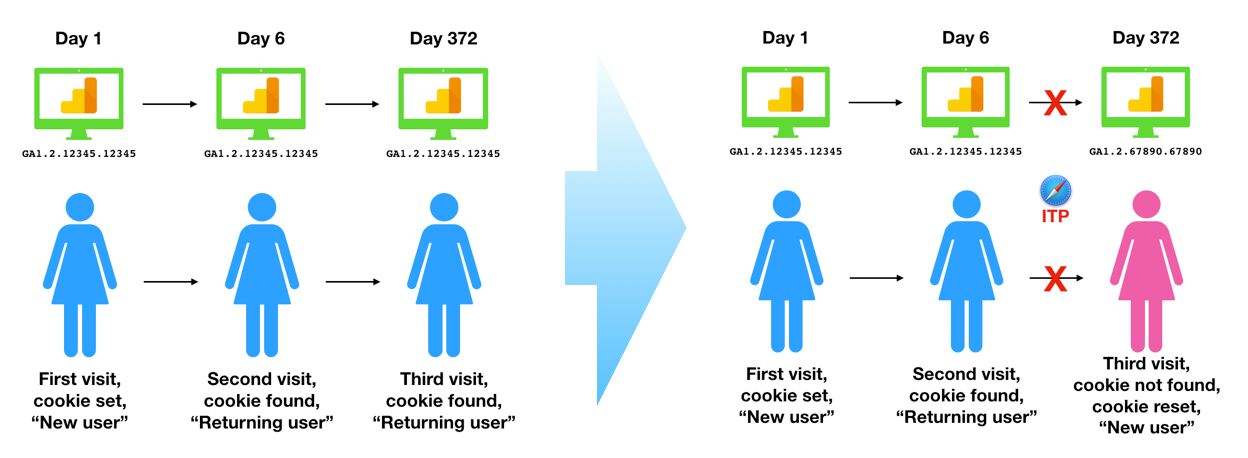 Day 1
Day 6
Day 372
GA1.2.12345.12345
GA1.2.12345.12345
GA1.2.12345.12345
First visit,
cookie set,
“New user”
Second visit,
cookie found,
“Returning user”
Third visit,
cookie found,
“Returning user”
Day 1
Day 6
Day 372
X
GA1.2.12345.12345
GA1.2.12345.12345
GA1.2.67890.67890
ITP
X
First visit,
cookie set,
“New user”
Second visit,
cookie found,
“Returning user”
Third visit,
cookie not found,
cookie reset,
“New user”